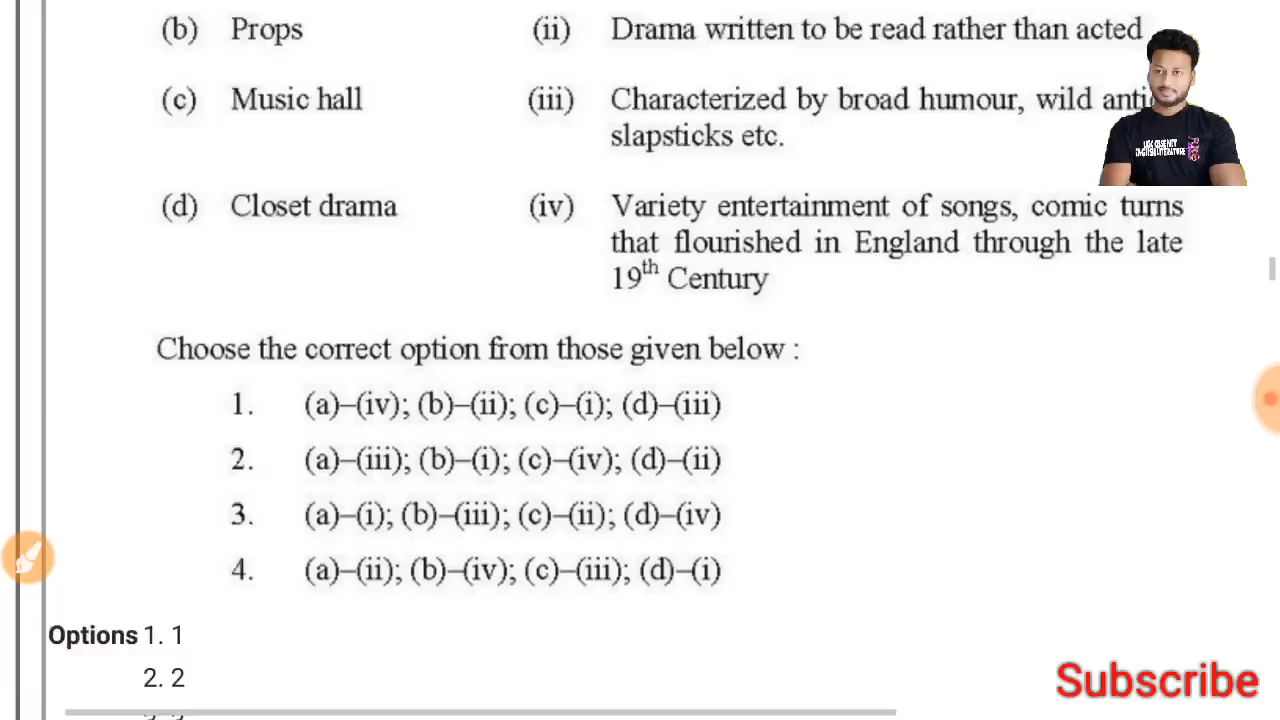 (b) Props (ii) Drama written to be read rather than acted
(c) Music hall (iii) Characterized by broad humour, wild
slapsticks etc.
(d) Closet drama (iv) Variety entertainment of songs, comic turns
that flourished in England through the late
19th Century
Choose the correct option from those given below :
1. (a)–(iv); (b)–(ii); (c)–(i); (d)–(iii)
2. (a)–(iii); (b)–(i); (c)–(iv); (d)–(ii)
3. (a)–(i); (b)–(iii); (c)–(ii); (d)–(iv)
4. (a)–(ii); (b)–(iv); (c)–(iii); (d)–(i)
Options 1. 1
2. 2
Subscribe